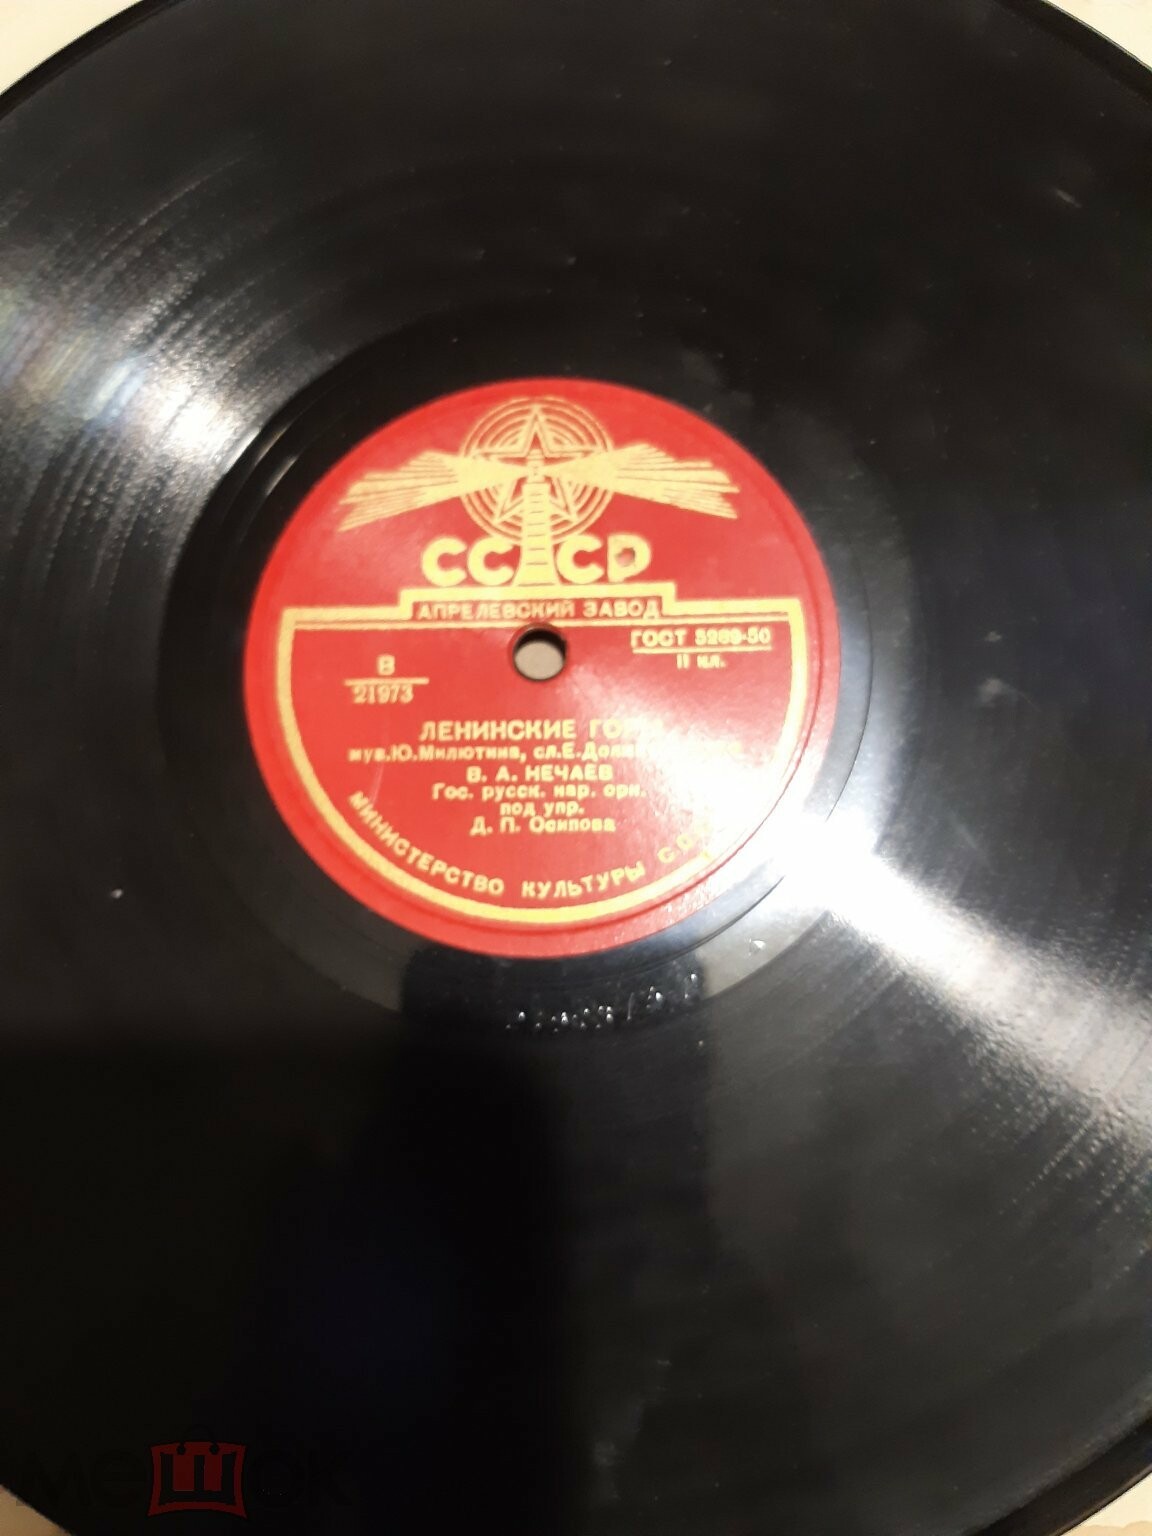 СССР
АПРЕЛЕВСКИЙ ЗАВОД
ГОСТ 5289-50
II кл.
В
21973
ЛЕНИНСКИЕ
муз.Ю.Милютина, сл.Е.
В. А. НЕЧАЕВ
Гос. русск. нар. орк.
под упр.
Д. П. Осипова
МИНИСТЕРСТВО КУЛЬТУРЫ
мешок